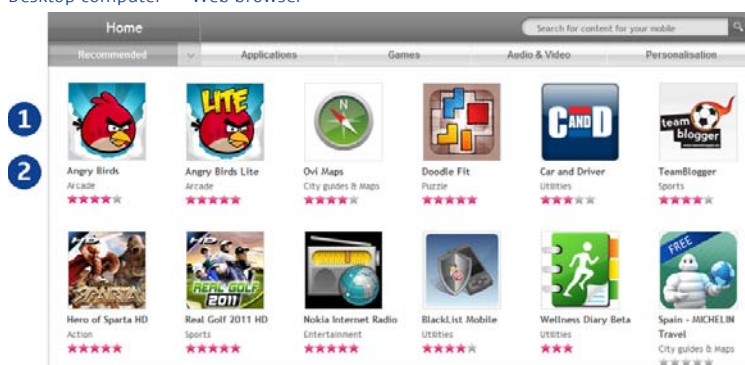 Desktop computer — Web browser
Home
Search for content for your mobile
Recommended Applications Games Audio & Video Personalisation
1
LITE
N
C AND D
team blogger
2
Angry Birds Angry Birds Lite Ovi Maps Doodle Fit Car and Driver TeamBlogger
Arcade Arcade City guides & Maps Puzzle Utilities Sports
HD
SPARTA
HD
REAL GOLF
2011
FREE
Hero of Sparta HD Real Golf 2011 HD Nokia Internet Radio BlackList Mobile Wellness Diary Beta Spain - MICHELIN
Travel
Action Sports Entertainment Utilities Utilities City guides & Maps